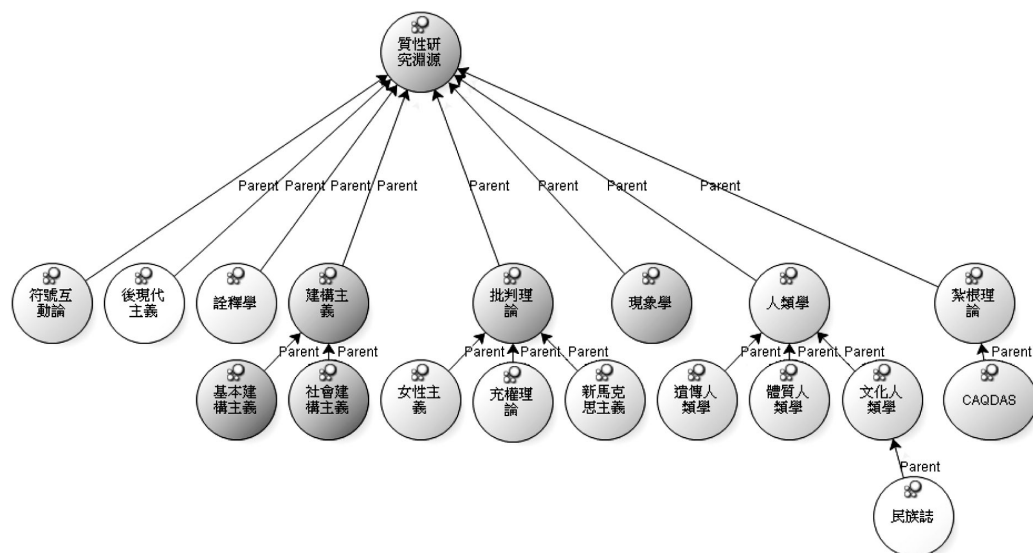 質性研
究淵源
Parent
Parent
Parent
Parent
Parent
Parent
Parent
Parent
符號互
動論
後現代
主義
詮釋學
建構主
義
批判理
論
現象學
人類學
紮根理
論
Parent
Parent
Parent
Parent
Parent
Parent
Parent
Parent
Parent
基本建
構主義
社會建
構主義
女性主
義
充權理
論
新馬克
思主義
遺傳人
類學
體質人
類學
文化人
類學
CAQDAS
Parent
民族誌